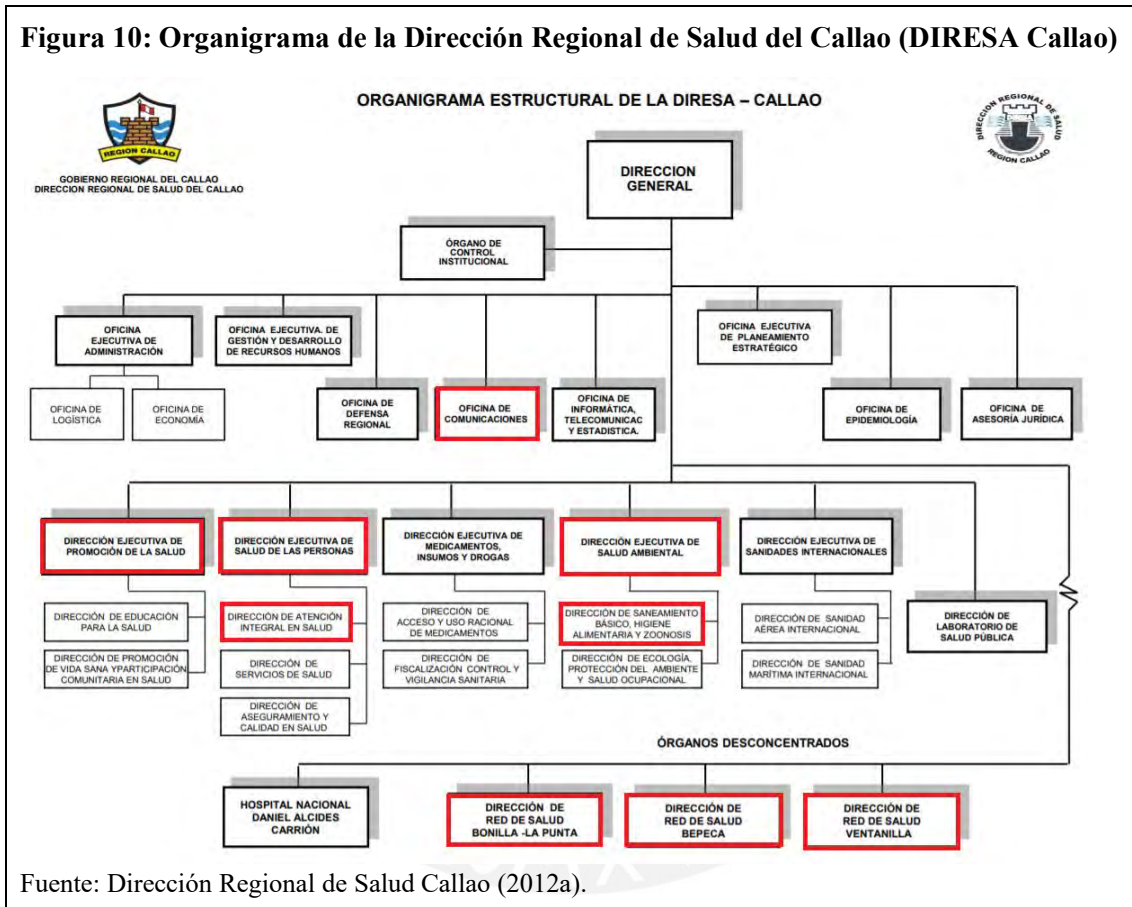 Figura 10: Organigrama de la Dirección Regional de Salud del Callao (DIRESA Callao)
ORGANIGRAMA ESTRUCTURAL DE LA DIRESA – CALLAO
REGION CALLAO
GOBIERNO REGIONAL DEL CALLAO
DIRECCION REGIONAL DE SALUD DEL CALLAO
DIRECCION REGIONAL DE SALUD
REGION CALLAO
DIRECCION
GENERAL
ÓRGANO DE
CONTROL
INSTITUCIONAL
OFICINA
EJECUTIVA DE
ADMINISTRACIÓN
OFICINA EJECUTIVA. DE
GESTIÓN Y DESARROLLO
DE RECURSOS HUMANOS
OFICINA EJECUTIVA
DE PLANEAMIENTO
ESTRATÉGICO
OFICINA DE
LOGÍSTICA
OFICINA DE
ECONOMÍA
OFICINA DE
DEFENSA
REGIONAL
OFICINA DE
COMUNICACIONES
OFICINA DE
INFORMÁTICA,
TELECOMUNICAC
Y ESTADISTICA.
OFICINA DE
EPIDEMIOLOGÍA
OFICINA DE
ASESORÍA JURÍDICA
DIRECCIÓN EJECUTIVA DE
PROMOCIÓN DE LA SALUD
DIRECCIÓN EJECUTIVA DE
SALUD DE LAS PERSONAS
DIRECCIÓN EJECUTIVA DE
MEDICAMENTOS,
INSUMOS Y DROGAS
DIRECCIÓN EJECUTIVA DE
SALUD AMBIENTAL
DIRECCIÓN EJECUTIVA DE
SANIDADES INTERNACIONALES
DIRECCIÓN DE EDUCACIÓN
PARA LA SALUD
DIRECCIÓN DE ATENCIÓN
INTEGRAL EN SALUD
DIRECCIÓN DE
ACCESO Y USO RACIONAL
DE MEDICAMENTOS
DIRECCIÓN DE SANEAMIENTO
BÁSICO, HIGIENE
ALIMENTARIA Y ZOONOSIS
DIRECCIÓN DE SANIDAD
AÉREA INTERNACIONAL
DIRECCIÓN DE
LABORATORIO DE
SALUD PÚBLICA
DIRECCIÓN DE PROMOCIÓN
DE VIDA SANA YPARTICIPACIÓN
COMUNITARIA EN SALUD
DIRECCIÓN DE
SERVICIOS DE SALUD
DIRECCIÓN DE
FISCALIZACIÓN CONTROL Y
VIGILANCIA SANITARIA
DIRECCIÓN DE ECOLOGÍA,
PROTECCIÓN DEL AMBIENTE
Y SALUD OCUPACIONAL
DIRECCIÓN DE SANIDAD
MARÍTIMA INTERNACIONAL
DIRECCIÓN DE
ASEGURAMIENTO Y
CALIDAD EN SALUD
ÓRGANOS DESCONCENTRADOS
HOSPITAL NACIONAL
DANIEL ALCIDES
CARRIÓN
DIRECCIÓN DE
RED DE SALUD
BONILLA -LA PUNTA
DIRECCIÓN DE
RED DE SALUD
BEPECA
DIRECCIÓN DE
RED DE SALUD
VENTANILLA
Fuente: Dirección Regional de Salud Callao (2012a).